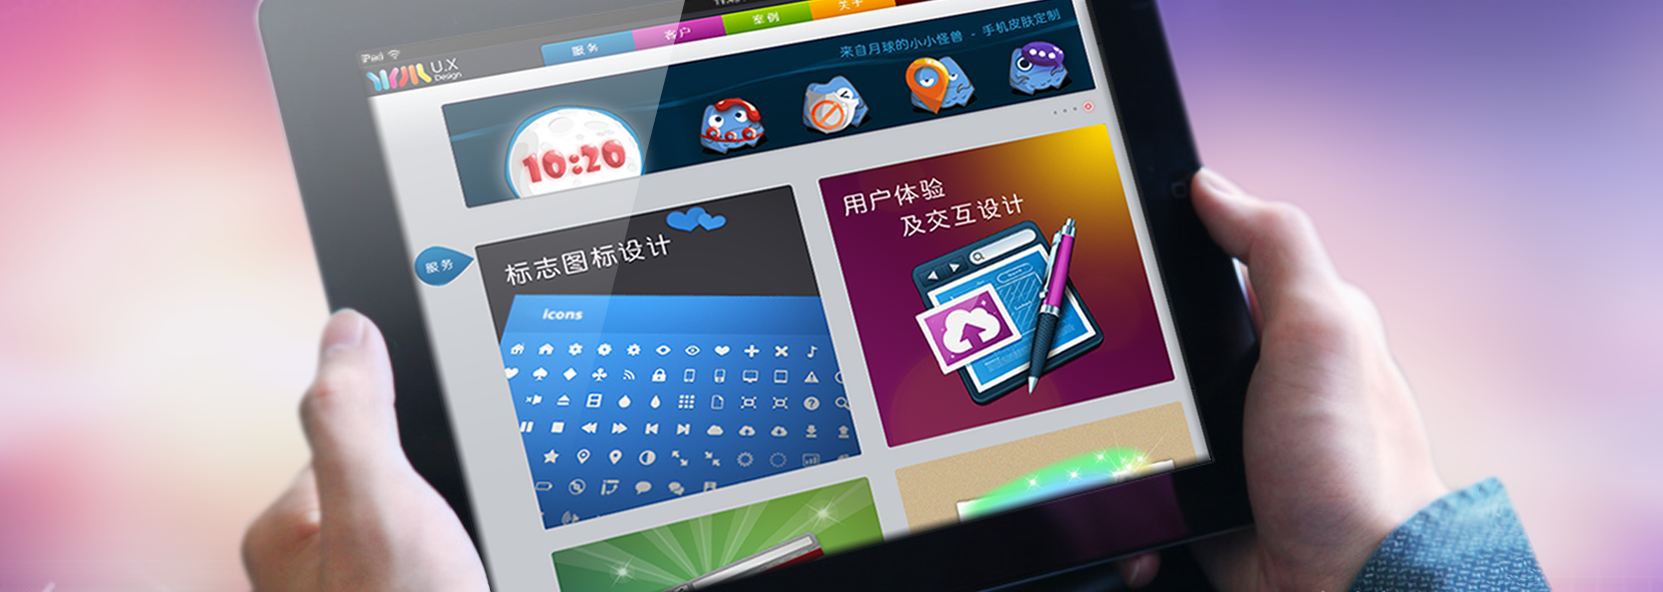 iPad
U.X
Design
服务
客户
案例
关于
来自月球的小小怪兽 - 手机皮肤定制
10:20
服务
标志图标设计
icons
用户体验
及交互设计